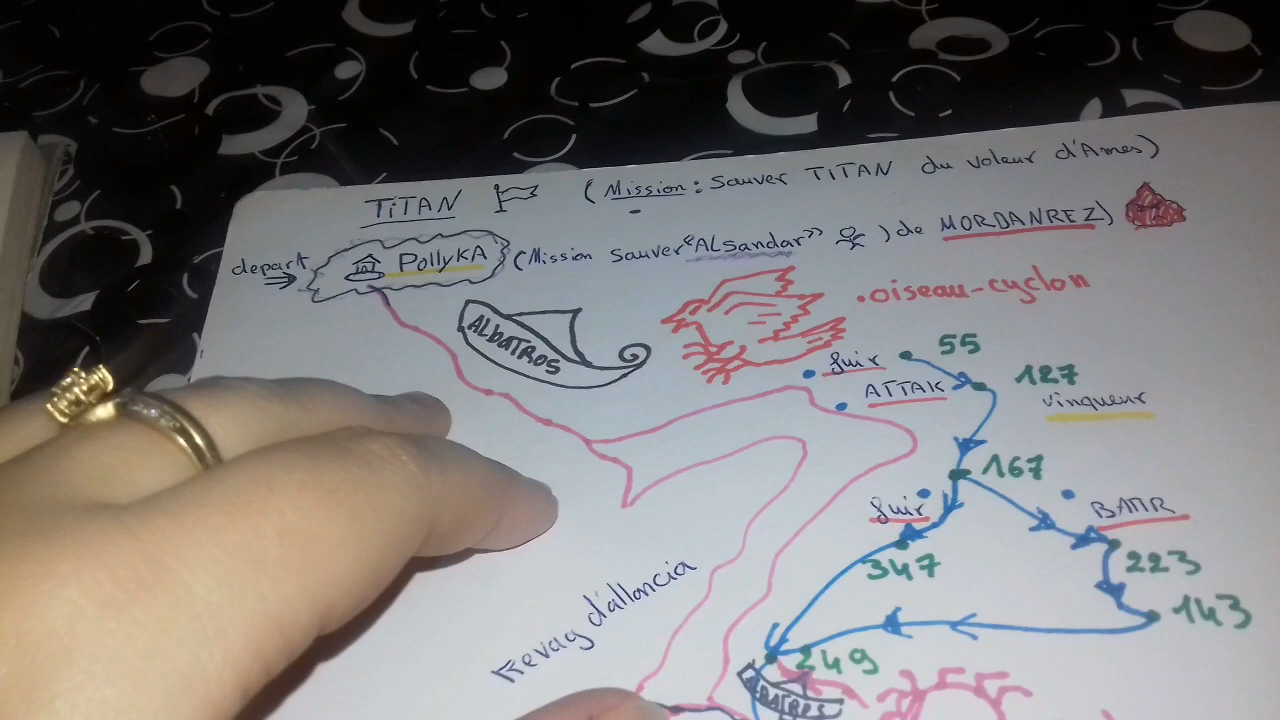 TiTAN (Mission: Sauver TiTAN du voleur d'Ames)
depart PollyKA (Mission Sauver "ALsandar" ) de MORDANREZ)
ALbATROS
.oiseau-cyclon
fuir 55
ATTAK 127
Vinqueur
167
fuir BATTR
347 223
143
249
d'allancia
ALBATROS